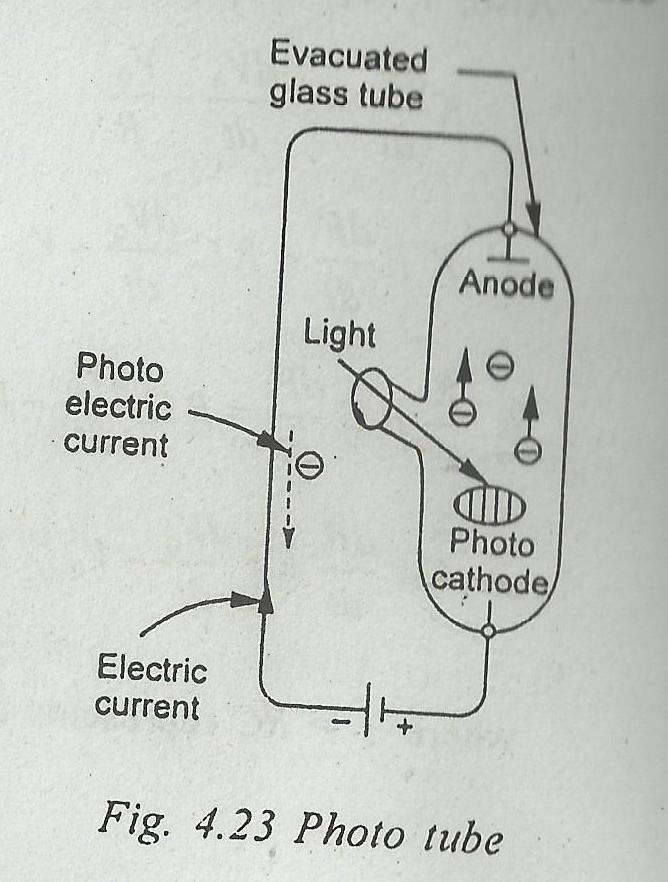 Evacuated
glass tube
Anode
Light
Photo
electric
current
Photo
cathode
Electric
current
− +
Fig. 4.23 Photo tube